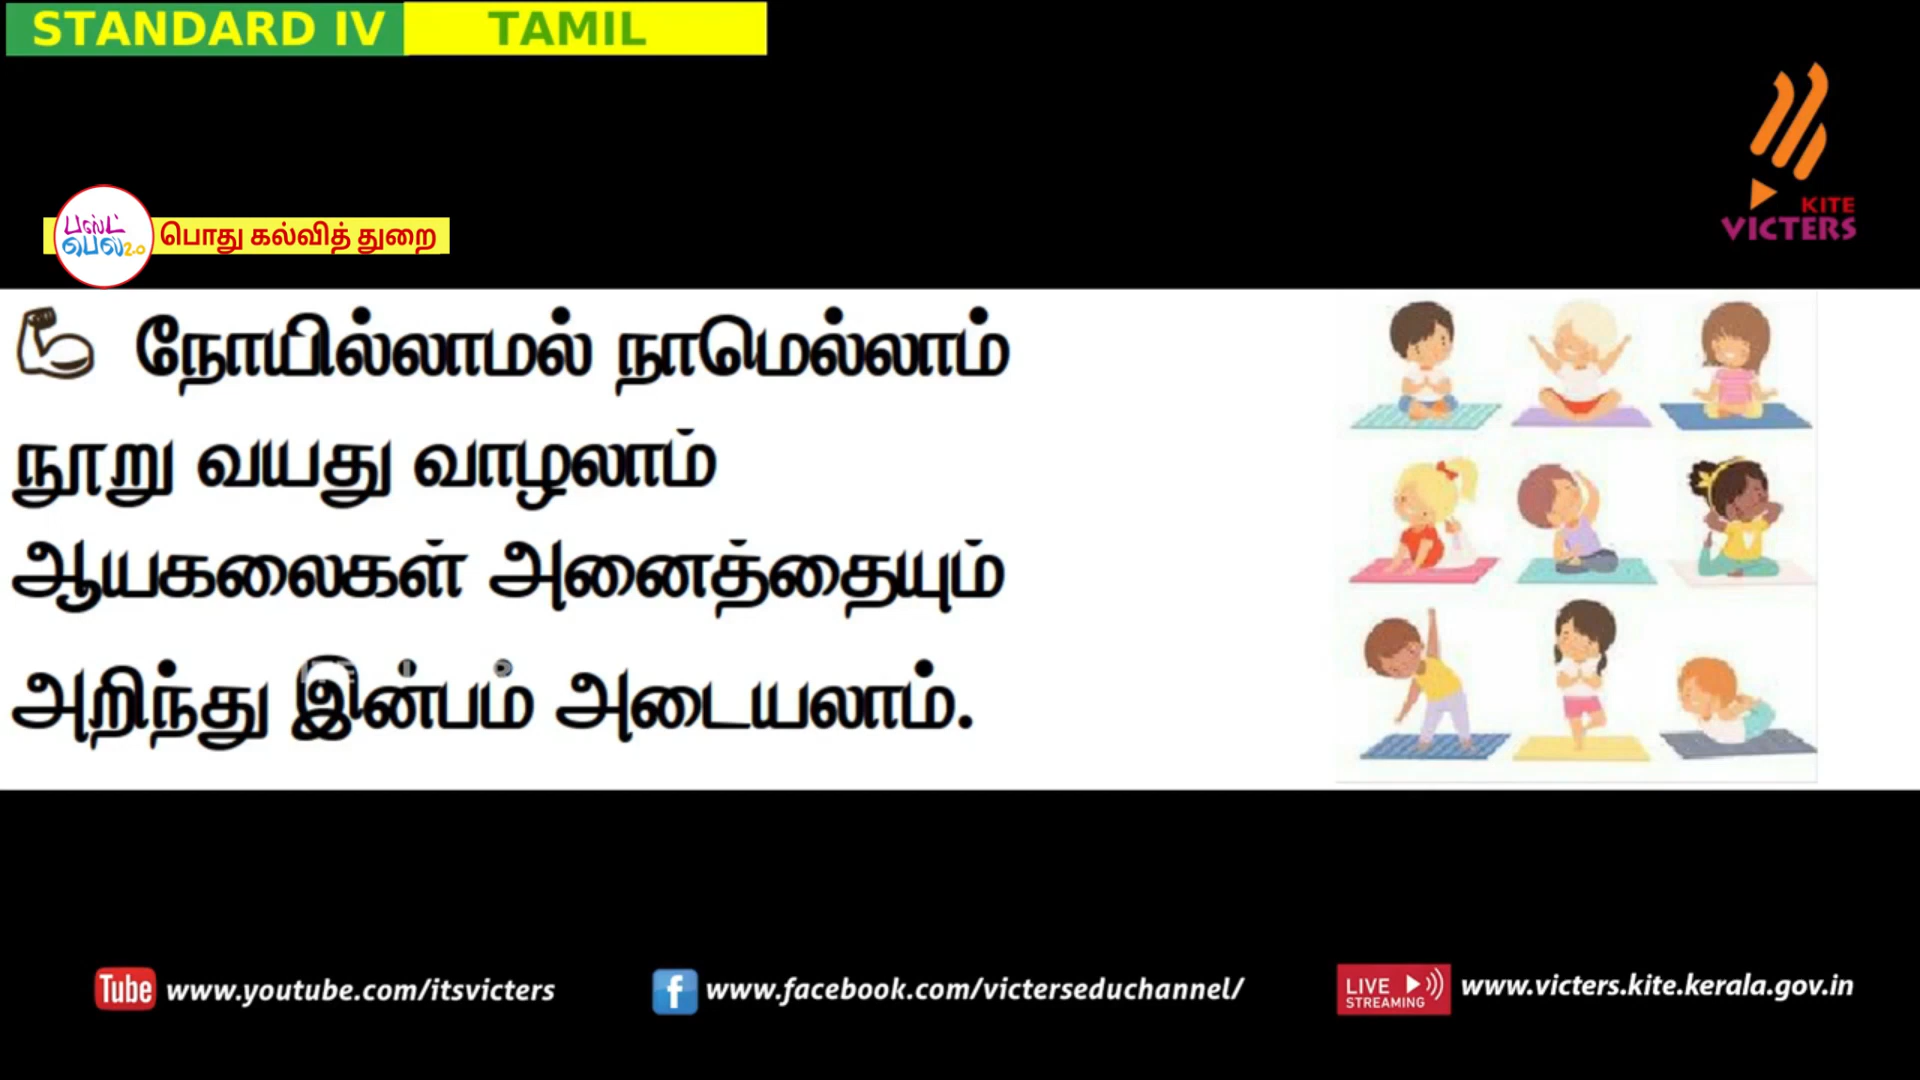 STANDARD IV TAMIL
KITE
VICTERS
பஸ்ட்
பெல் 2.0
பொது கல்வித் துறை
நோயில்லாமல் நாமெல்லாம்
நூறு வயது வாழலாம்
ஆயகலைகள் அனைத்தையும்
அறிந்து இன்பம் அடையலாம்.
Tube www.youtube.com/itsvicters
f www.facebook.com/victerseduchannel/
LIVE
STREAMING
www.victers.kite.kerala.gov.in